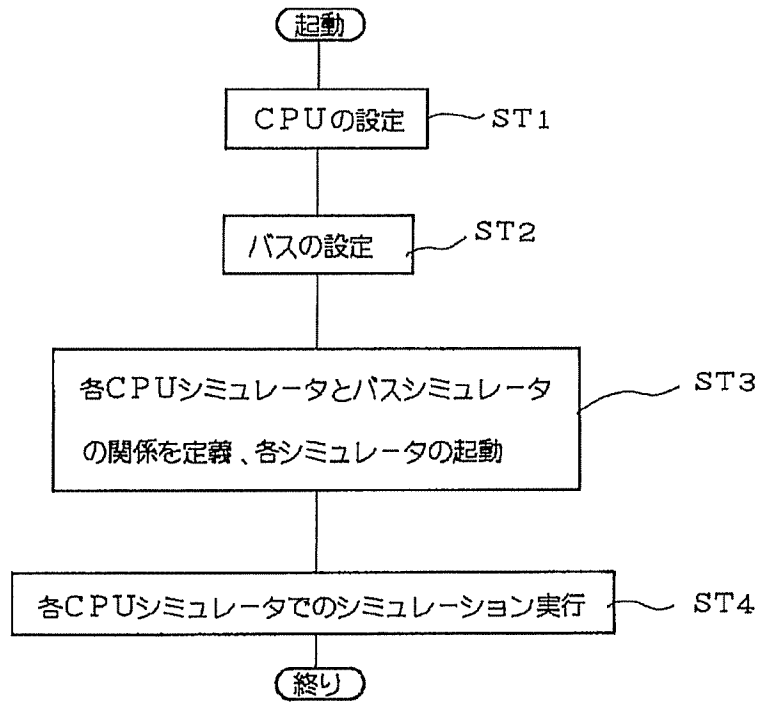 起動
CPUの設定
ST1
バスの設定
ST2
各CPUシミュレータとバスシミュレータ
の関係を定義、各シミュレータの起動
ST3
各CPUシミュレータでのシミュレーション実行
ST4
終り